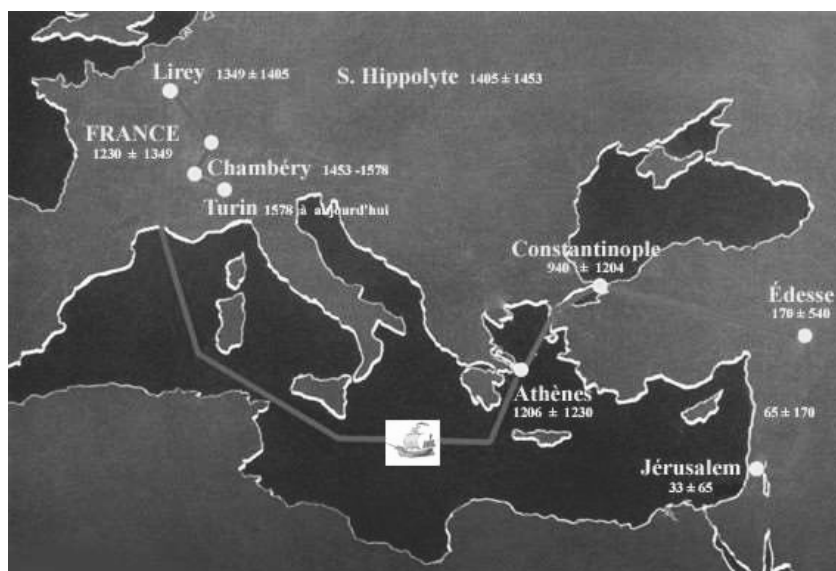 Lirey 1349±1405
S. Hippolyte 1405±1453
FRANCE
1230 ± 1349
Chambéry 1453-1578
Turin 1578 à aujourd'hui
Constantinople
940 ± 1204
Édesse
170±540
Athènes
1206 ± 1230
65±170
Jérusalem
33±65